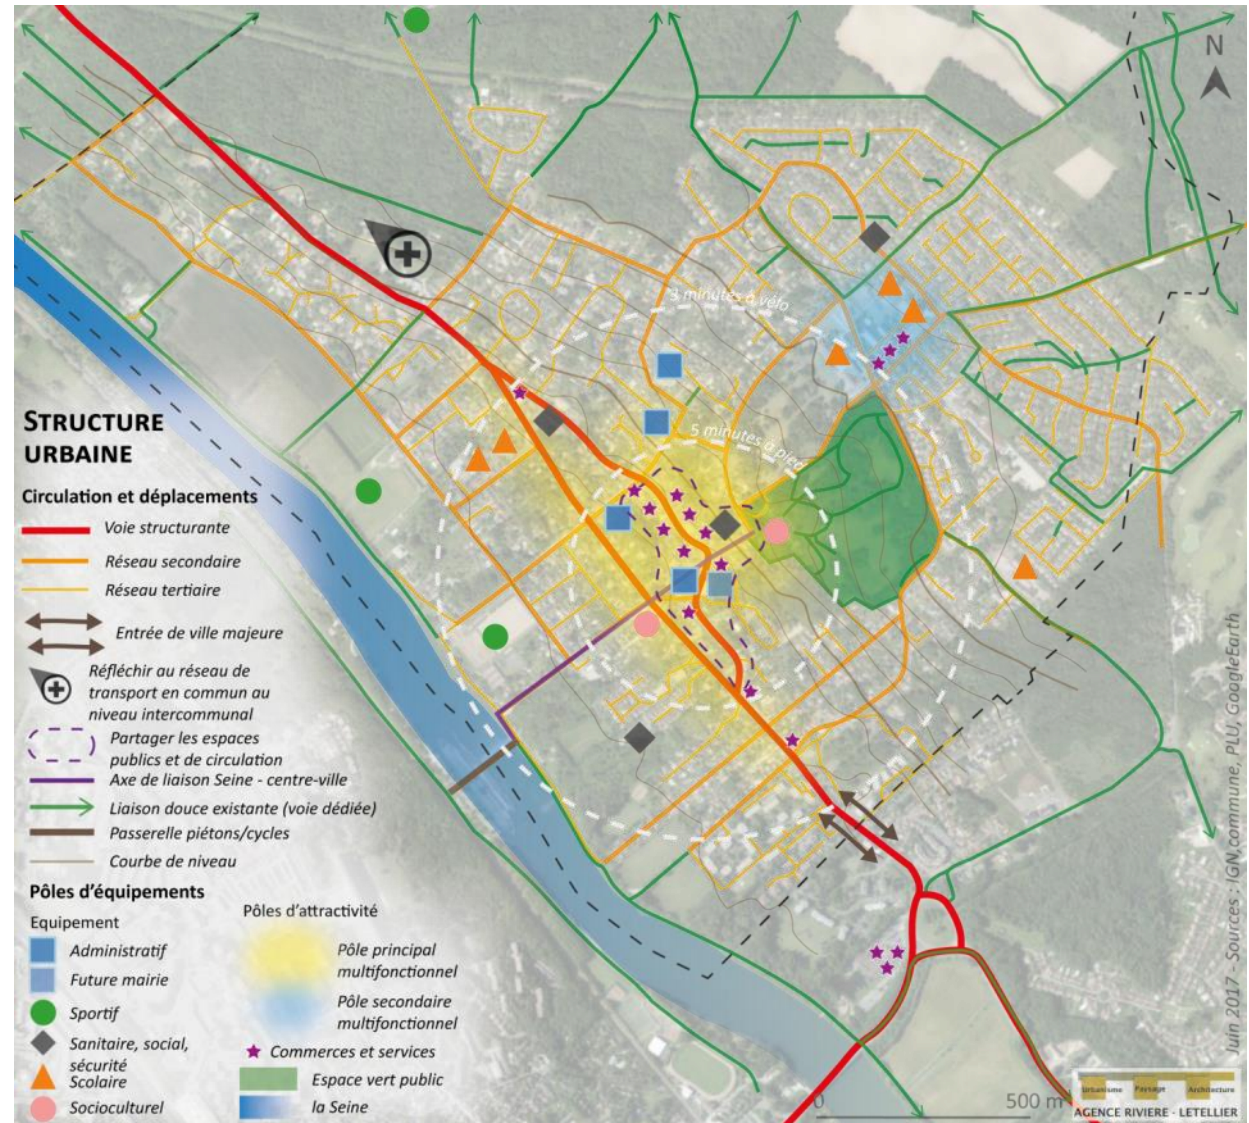 N
3 minutes à vélo
5 minutes à pied
STRUCTURE
URBAINE
Circulation et déplacements
Voie structurante
Réseau secondaire
Réseau tertiaire
Entrée de ville majeure
Réfléchir au réseau de
transport en commun au
niveau intercommunal
Partager les espaces
publics et de circulation
Axe de liaison Seine - centre-ville
Liaison douce existante (voie dédiée)
Passerelle piétons/cycles
Courbe de niveau
Pôles d'équipements
Equipement
Administratif
Future mairie
Sportif
Sanitaire, social,
sécurité
Scolaire
Socioculturel
Pôles d'attractivité
Pôle principal
multifonctionnel
Pôle secondaire
multifonctionnel
Commerces et services
Espace vert public
la Seine
0 500 m
Juin 2017 - Sources : IGN,commune, PLU, GoogleEarth
Urbanisme Paysage Architecture
AGENCE RIVIERE - LETELLIER